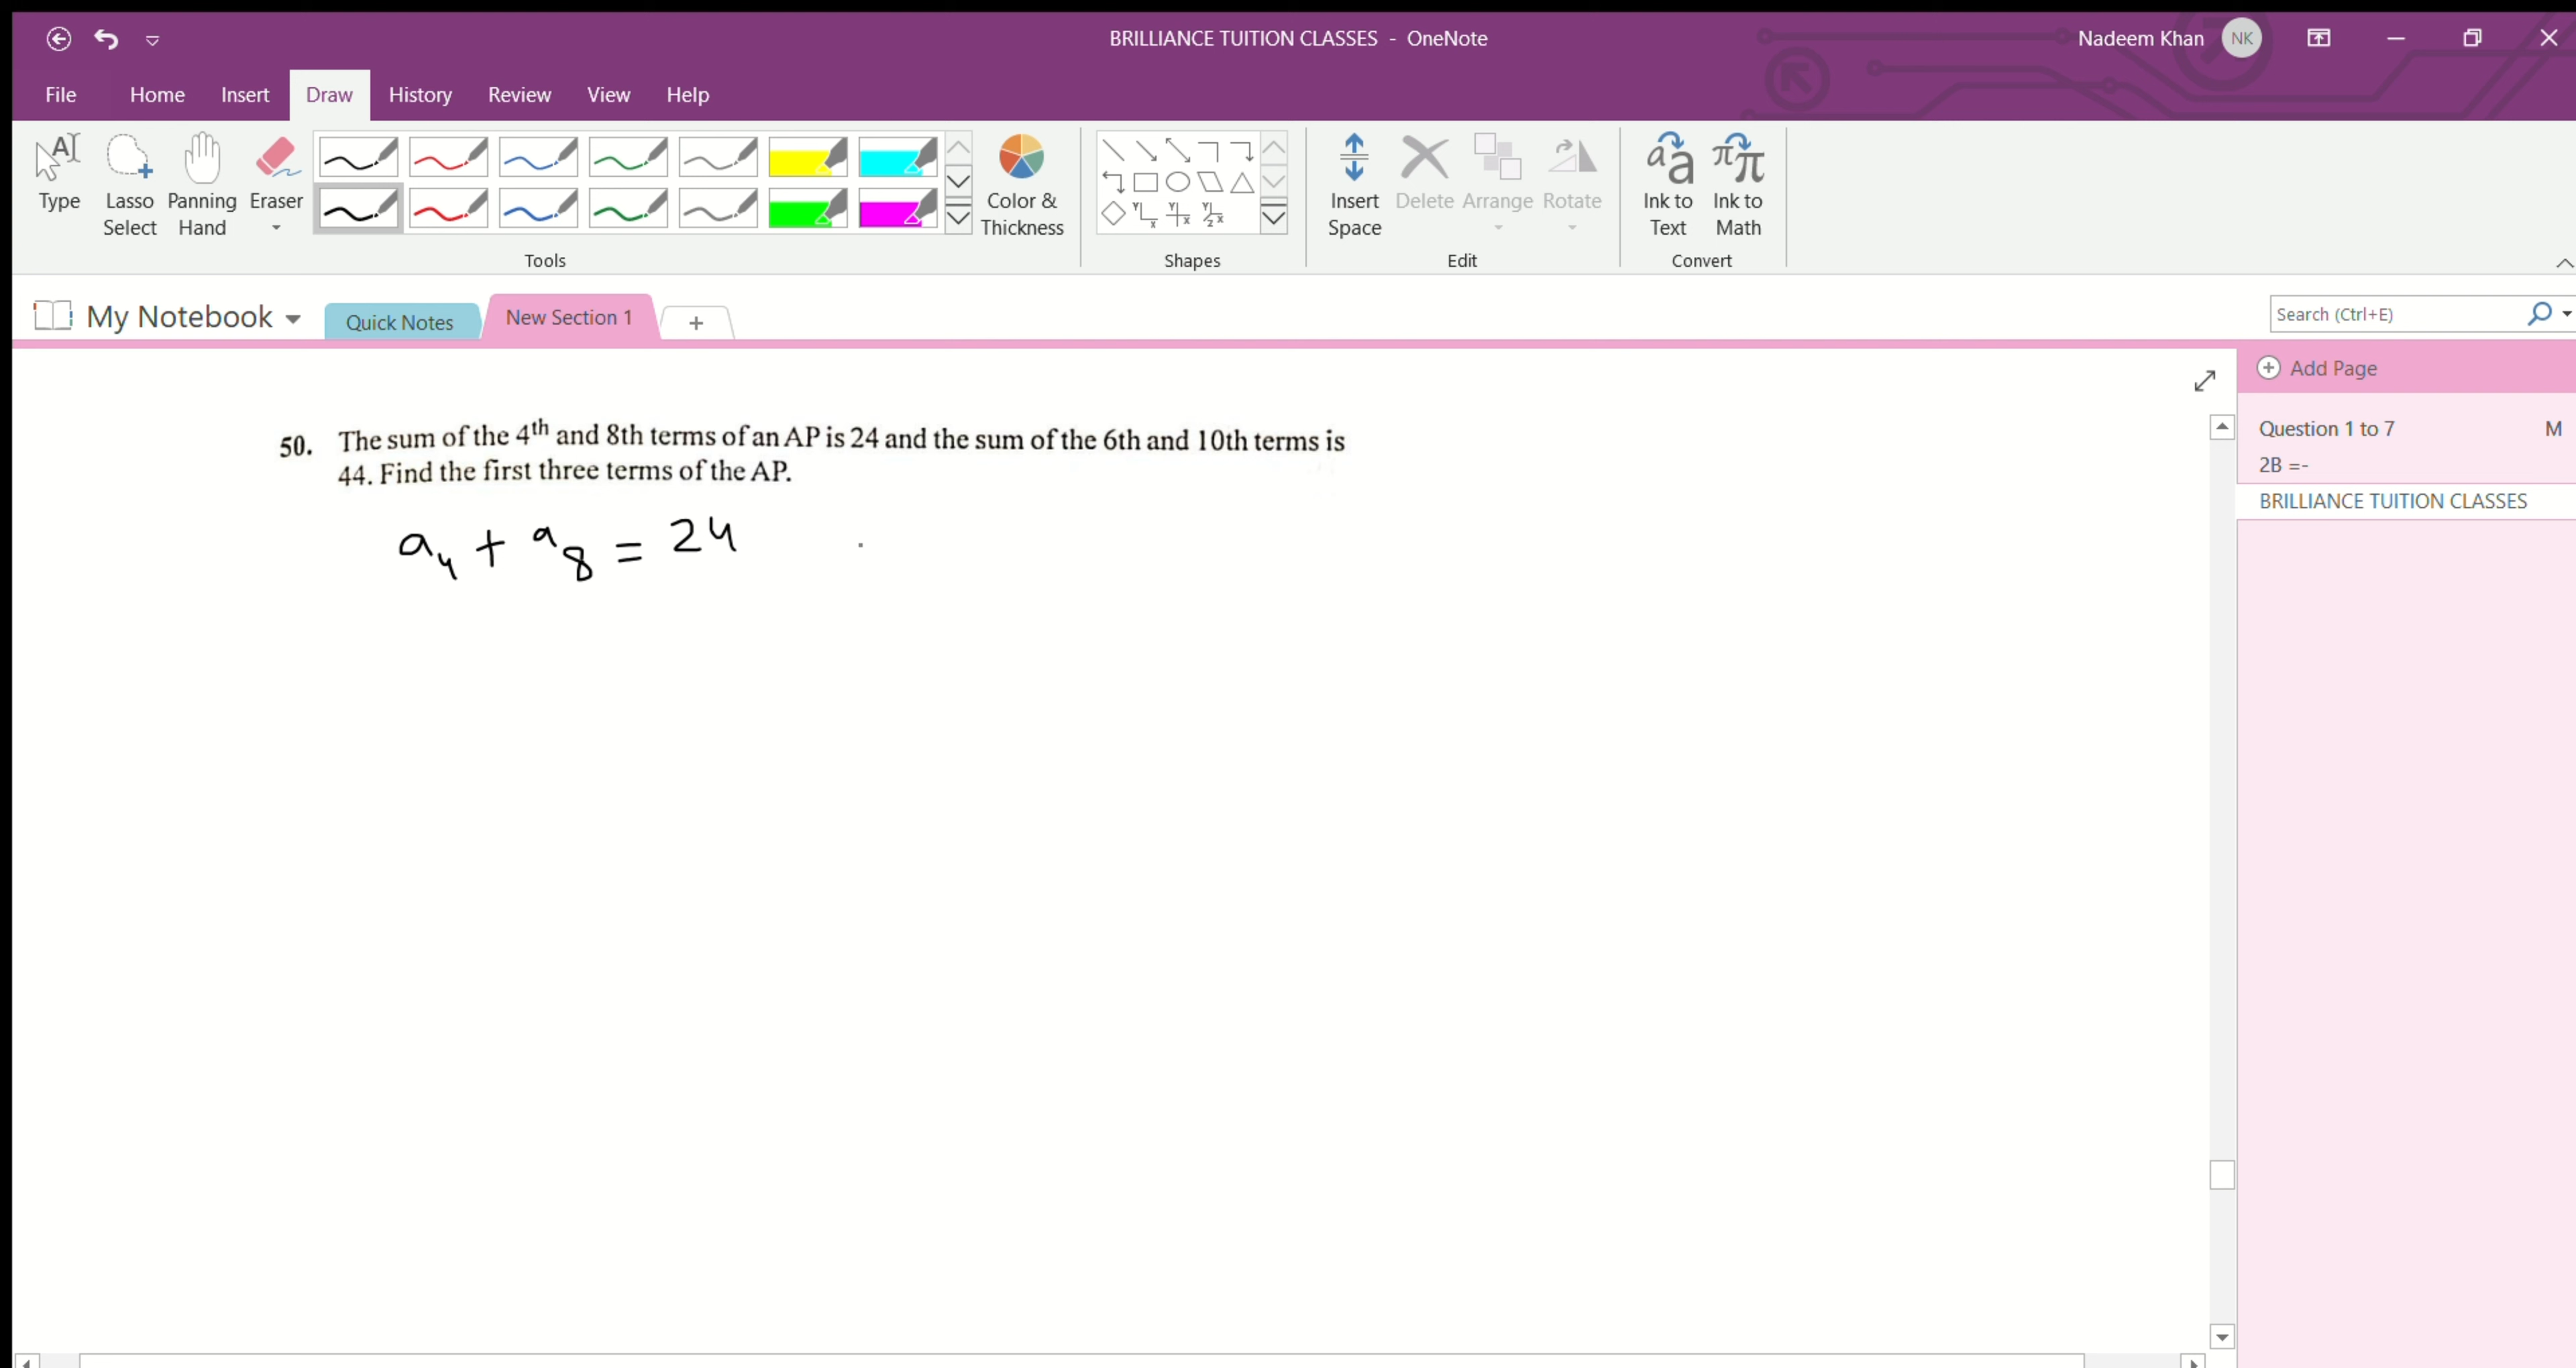 BRILLIANCE TUITION CLASSES - OneNote
Nadeem Khan NK
File Home Insert Draw History Review View Help
Type Lasso Select Panning Hand Eraser Color & Thickness Insert Space Delete Arrange Rotate Ink to Text Ink to Math
Tools Shapes Edit Convert
My Notebook Quick Notes New Section 1 + Search (Ctrl+E)
Add Page
Question 1 to 7 M
2B =-
BRILLIANCE TUITION CLASSES
50. The sum of the 4th and 8th terms of an AP is 24 and the sum of the 6th and 10th terms is
44. Find the first three terms of the AP.
a₄ + a₈ = 24